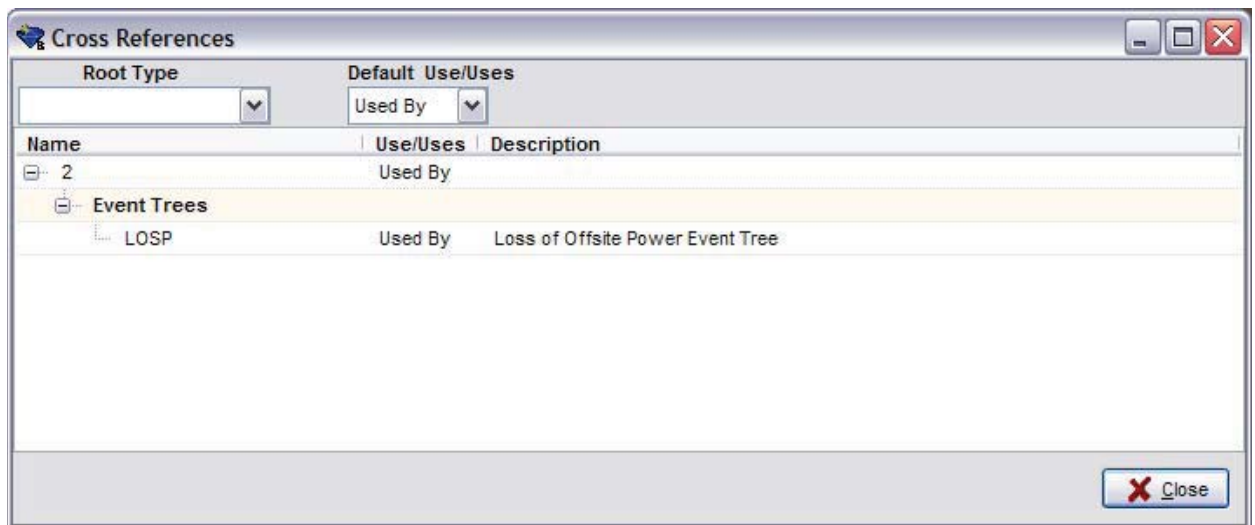 Cross References
Root Type Default Use/Uses
Used By
Name Use/Uses Description
2 Used By
Event Trees
LOSP Used By Loss of Offsite Power Event Tree
Close